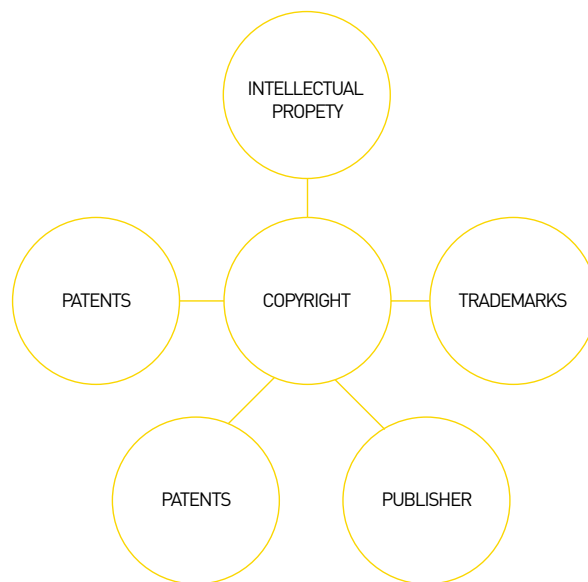 INTELLECTUAL
PROPETY
PATENTS
COPYRIGHT
TRADEMARKS
PATENTS
PUBLISHER